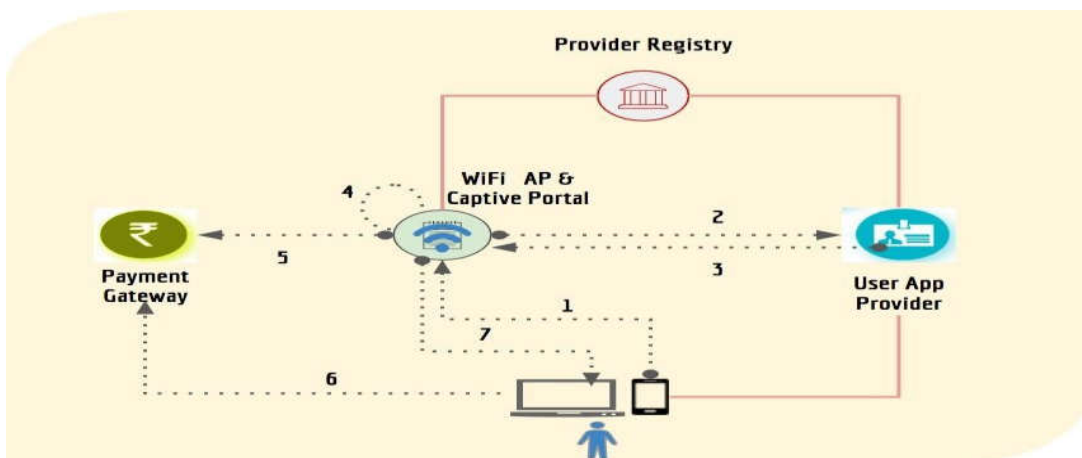 Provider Registry
WiFi AP &
Captive Portal
4
2
₹
5
3
Payment
Gateway
User App
Provider
1
7
6